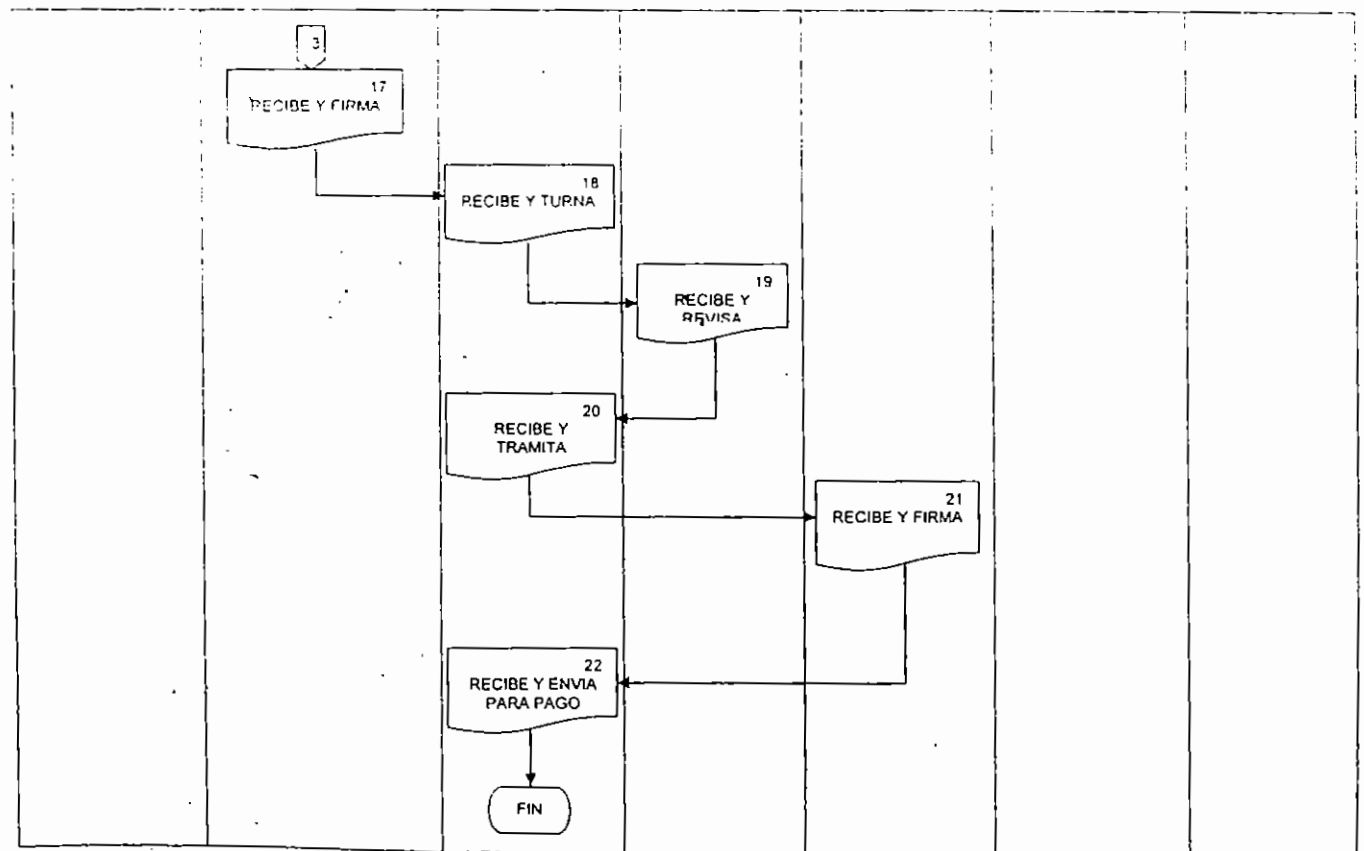 3
17
RECIBE Y FIRMA
18
RECIBE Y TURNA
19
RECIBE Y
REVISA
20
RECIBE Y
TRAMITA
21
RECIBE Y FIRMA
22
RECIBE Y ENVIA
PARA PAGO
FIN